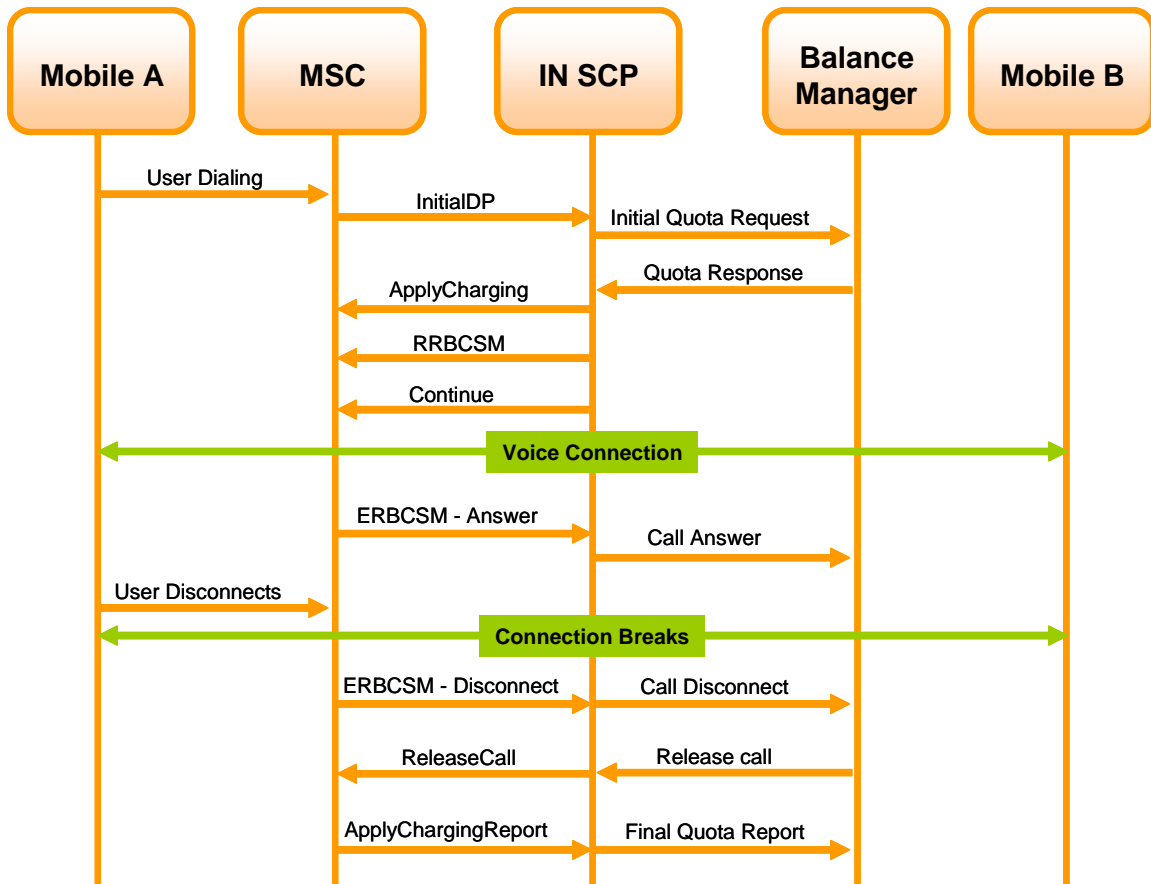 Mobile A
MSC
IN SCP
Balance
Manager
Mobile B
User Dialing
InitialDP
Initial Quota Request
Quota Response
ApplyCharging
RRBCSM
Continue
Voice Connection
ERBCSM - Answer
Call Answer
User Disconnects
Connection Breaks
ERBCSM - Disconnect
Call Disconnect
ReleaseCall
Release call
ApplyChargingReport
Final Quota Report